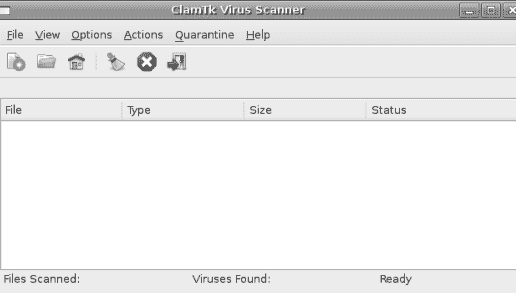 ClamTk Virus Scanner
File View Options Actions Quarantine Help
File Type Size Status
Files Scanned: Viruses Found: Ready